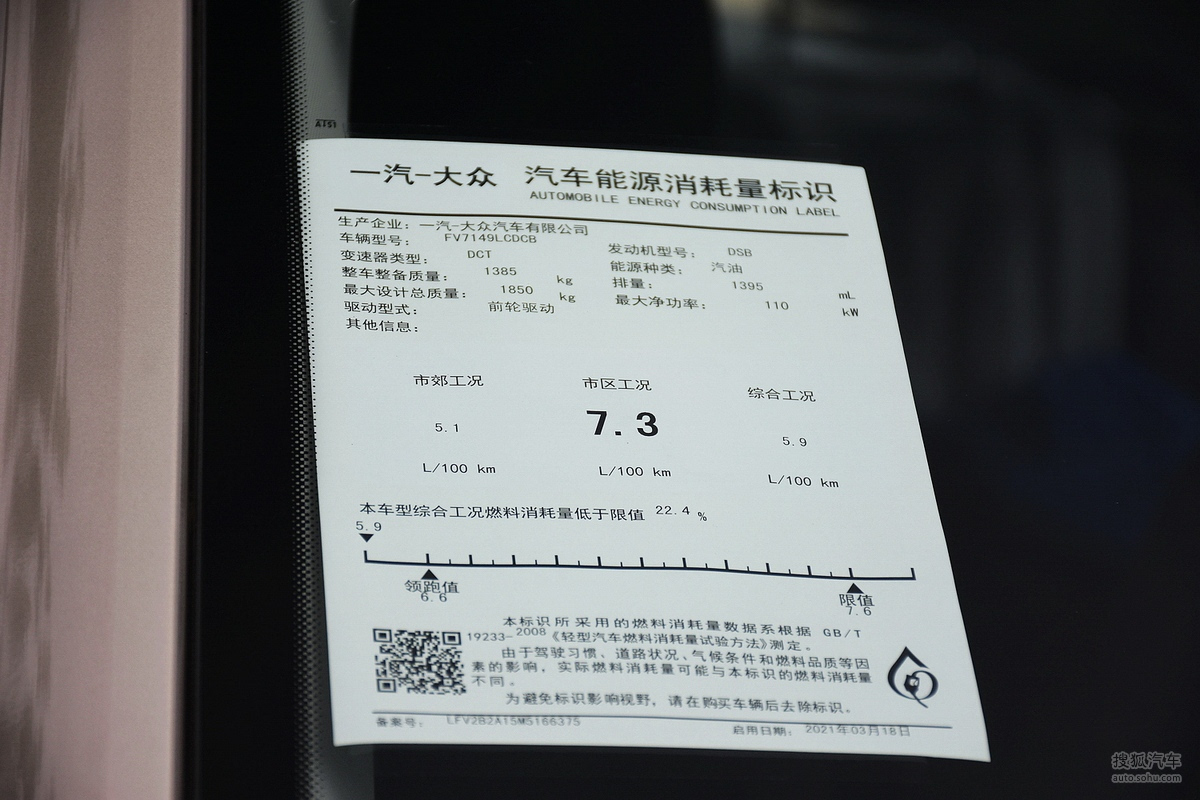 一汽-大众 汽车能源消耗量标识
AUTOMOBILE ENERGY CONSUMPTION LABEL
生产企业: 一汽-大众汽车有限公司
车辆型号: FV7149LCDCB 发动机型号: DSB
变速器类型: DCT 能源种类: 汽油
整车整备质量: 1385 kg 排量: 1395 mL
最大设计总质量: 1850 kg 最大净功率: 110 kW
驱动型式: 前轮驱动
其他信息:
市郊工况 市区工况 综合工况
5.1 7.3 5.9
L/100 km L/100 km L/100 km
本车型综合工况燃料消耗量低于限值 22.4 %
5.9
领跑值 限值
6.6 7.6
本标识所采用的燃料消耗量数据系根据 GB/T
19233-2008《轻型汽车燃料消耗量试验方法》测定。
由于驾驶习惯、道路状况、气候条件和燃料品质等因
素的影响，实际燃料消耗量可能与本标识的燃料消耗量
不同。
为避免标识影响视野，请在购买车辆后去除标识。
备案号: LFV2B2A15M5166375 启用日期: 2021年03月18日
搜狐汽车
auto.sohu.com